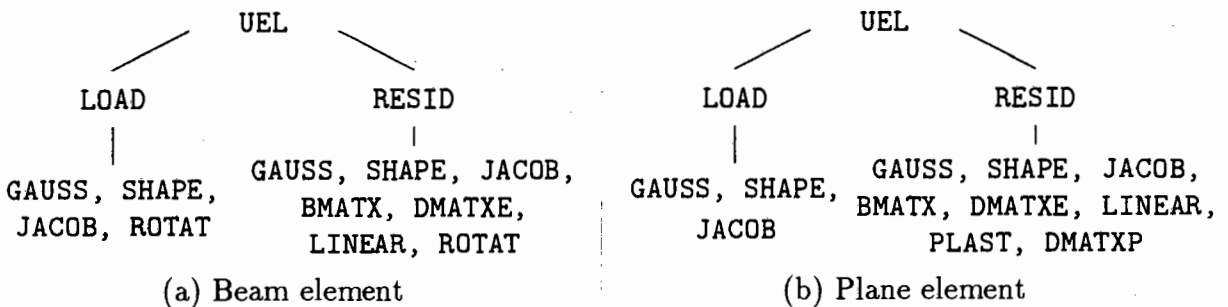 UEL
LOAD
RESID
GAUSS, SHAPE,
JACOB, ROTAT
GAUSS, SHAPE, JACOB,
BMATX, DMATXE,
LINEAR, ROTAT
(a) Beam element
UEL
LOAD
RESID
GAUSS, SHAPE,
JACOB
GAUSS, SHAPE, JACOB,
BMATX, DMATXE, LINEAR,
PLAST, DMATXP
(b) Plane element